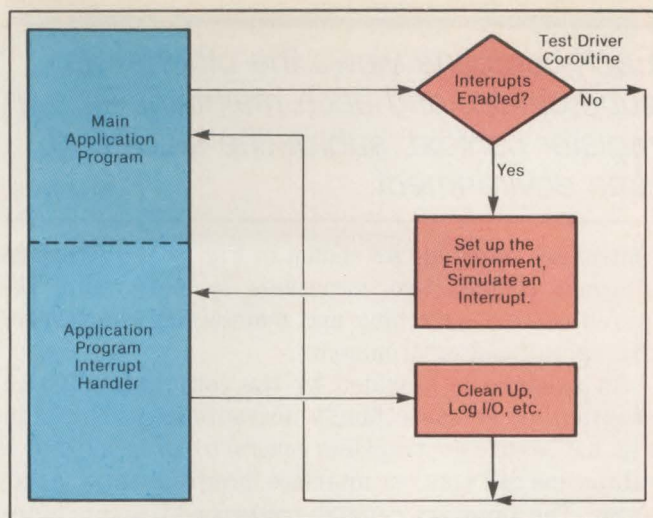 Main
Application
Program
Application
Program
Interrupt
Handler
Test Driver
Coroutine
Interrupts
Enabled?
No
Yes
Set up the
Environment,
Simulate an
Interrupt.
Clean Up,
Log I/O, etc.